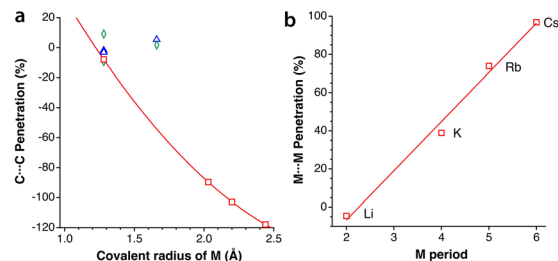 a
C···C Penetration (%)
20
0
-20
-40
-60
-80
-100
-120
1.0
1.5
2.0
2.5
Covalent radius of M (Å)
b
M···M Penetration (%)
100
80
60
40
20
0
2
3
4
5
6
M period
Li
K
Rb
Cs